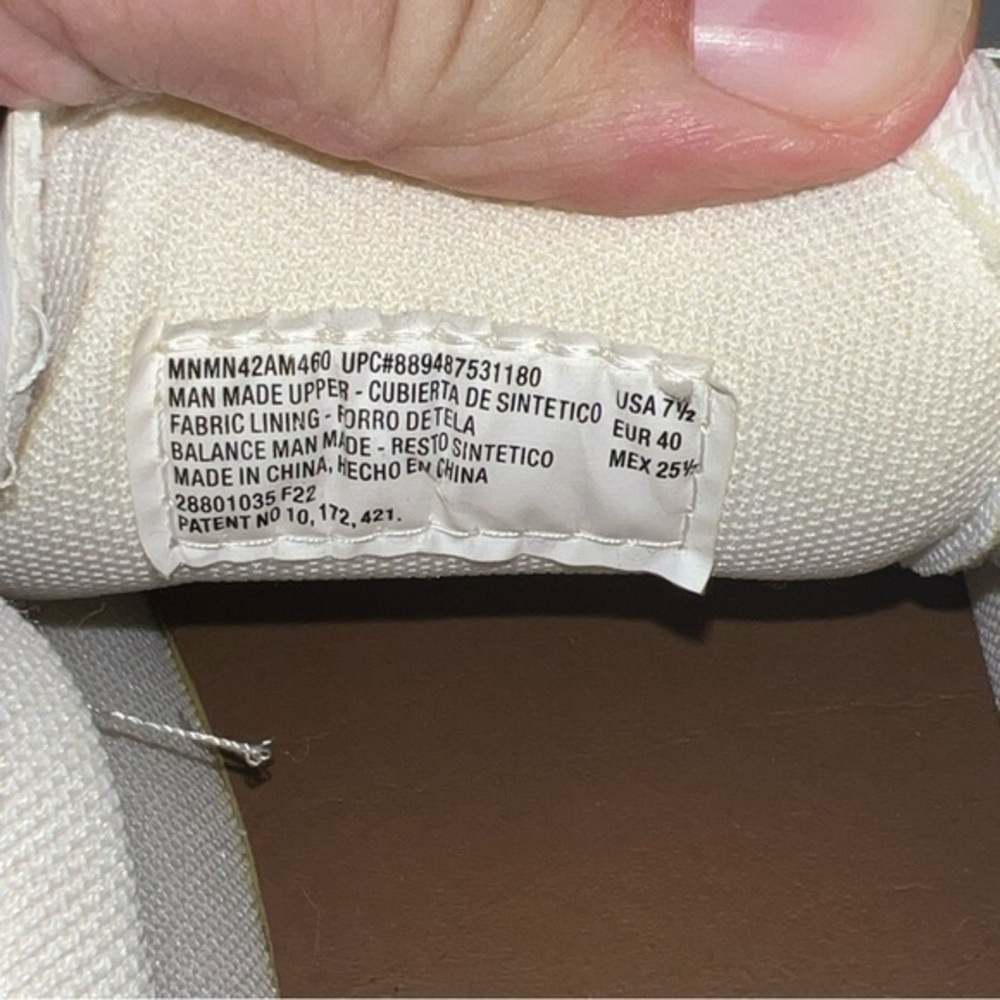 MNMN42AM460 UPC#889487531180
MAN MADE UPPER - CUBIERTA DE SINTETICO
FABRIC LINING - FORRO DE TELA
BALANCE MAN MADE - RESTO SINTETICO
MADE IN CHINA, HECHO EN CHINA
28801035 F22
PATENT NO 10,172,421.
USA 7½
EUR 40
MEX 25½